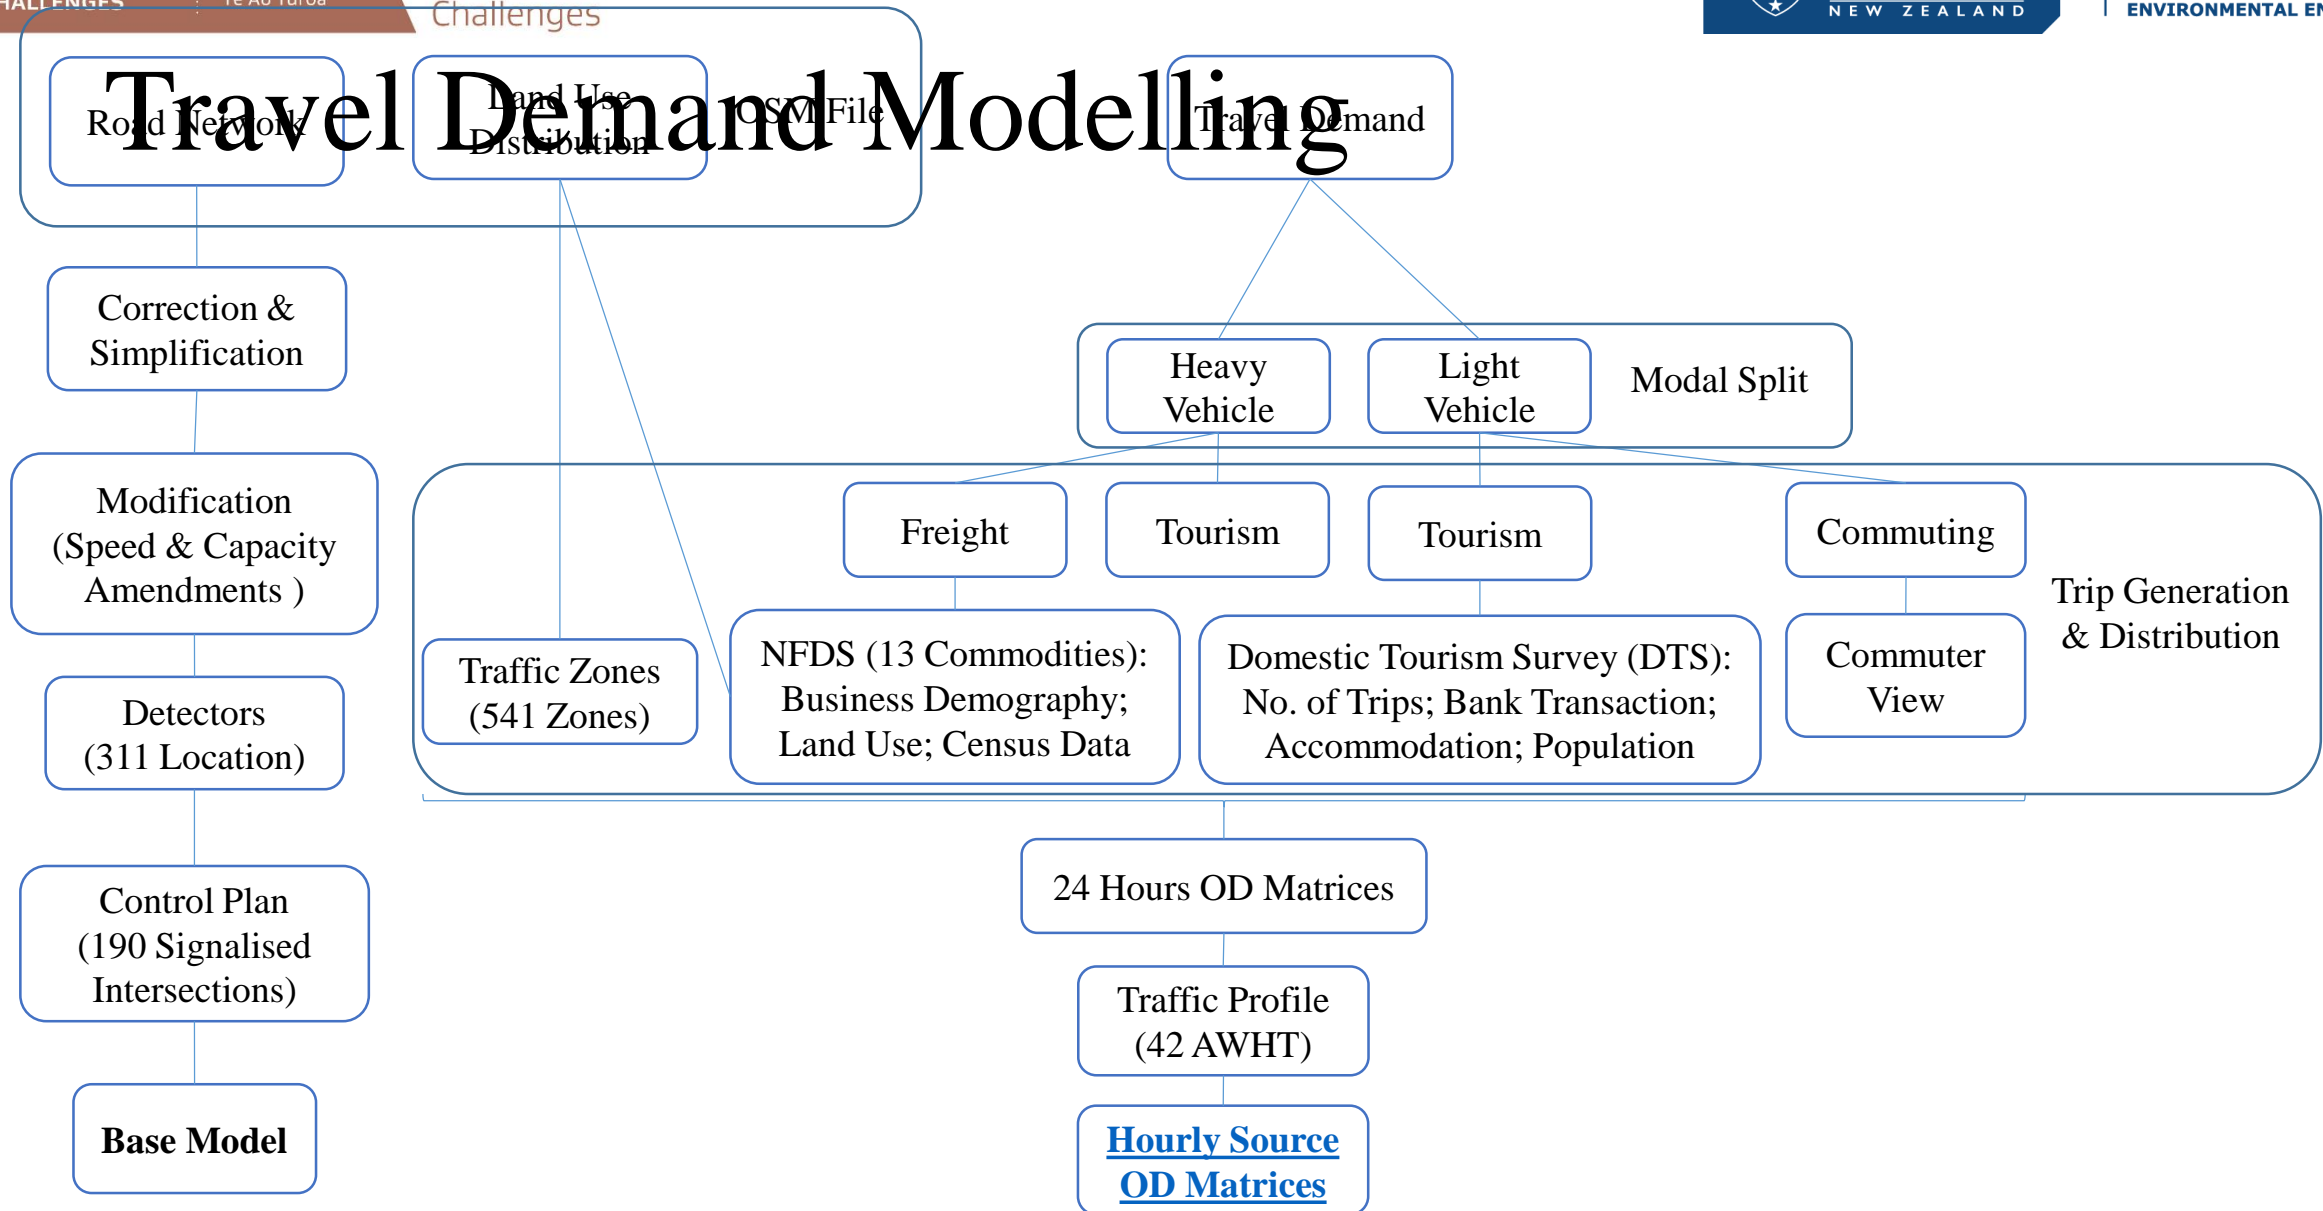 Te Ao Tūroa
Challenges
NEW ZEALAND
Travel Demand Modelling
Road Network
Land Use
Distribution
OSM File
Travel Demand
Correction &
Simplification
Modification
(Speed & Capacity
Amendments )
Detectors
(311 Location)
Control Plan
(190 Signalised
Intersections)
Base Model
Heavy
Vehicle
Light
Vehicle
Modal Split
Freight
Tourism
Tourism
Commuting
Trip Generation
& Distribution
Traffic Zones
(541 Zones)
NFDS (13 Commodities):
Business Demography;
Land Use; Census Data
Domestic Tourism Survey (DTS):
No. of Trips; Bank Transaction;
Accommodation; Population
Commuter
View
24 Hours OD Matrices
Traffic Profile
(42 AWHT)
Hourly Source
OD Matrices